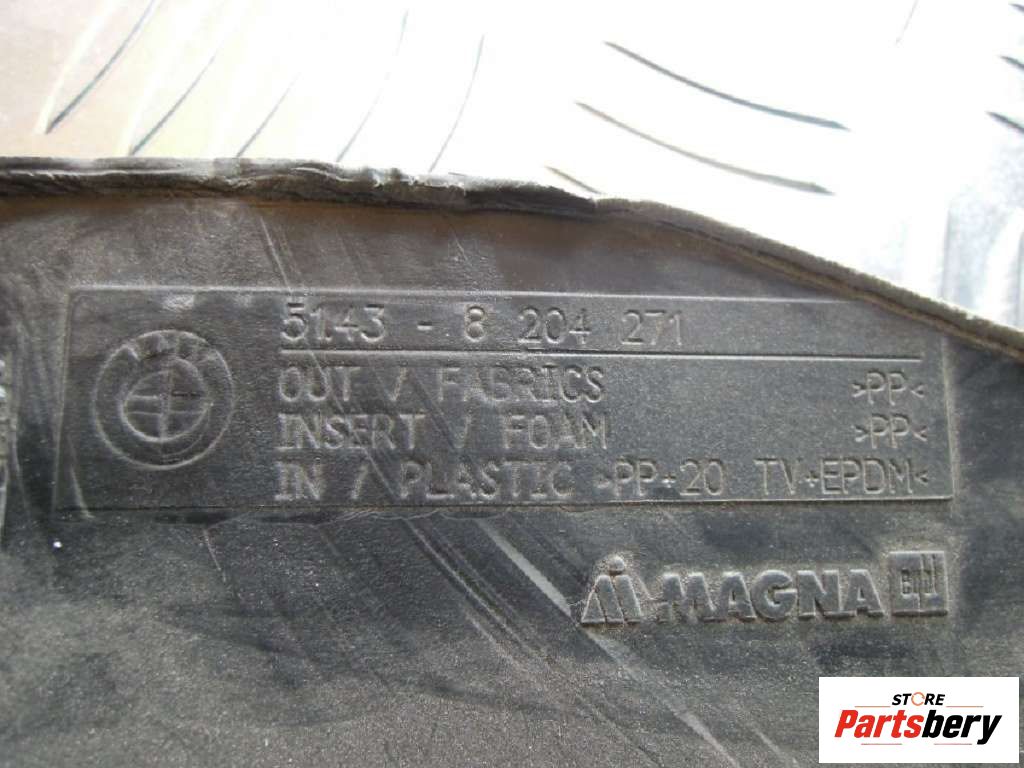 BMW
5143 - 8 204 271
OUT / FABRICS >PP<
INSERT / FOAM >PP<
IN / PLASTIC >PP+20 TV+EPDM<
MAGNA
STORE
Partsbery